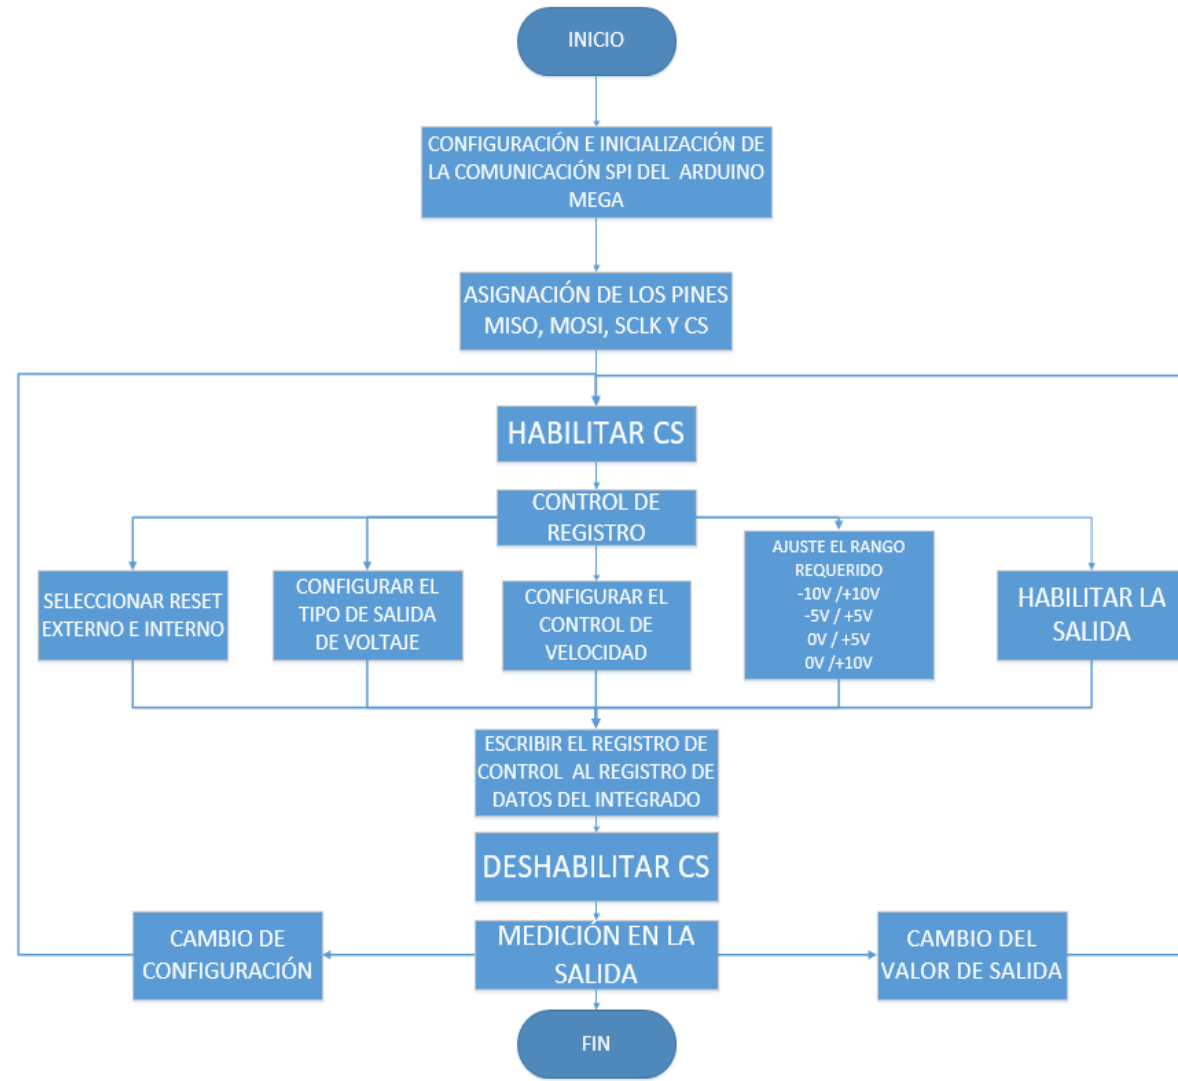 INICIO
CONFIGURACIÓN E INICIALIZACIÓN DE
LA COMUNICACIÓN SPI DEL ARDUINO
MEGA
ASIGNACIÓN DE LOS PINES
MISO, MOSI, SCLK Y CS
HABILITAR CS
CONTROL DE
REGISTRO
SELECCIONAR RESET
EXTERNO E INTERNO
CONFIGURAR EL
TIPO DE SALIDA
DE VOLTAJE
CONFIGURAR EL
CONTROL DE
VELOCIDAD
AJUSTE EL RANGO
REQUERIDO
-10V /+10V
-5V / +5V
0V / +5V
0V /+10V
HABILITAR LA
SALIDA
ESCRIBIR EL REGISTRO DE
CONTROL AL REGISTRO DE
DATOS DEL INTEGRADO
DESHABILITAR CS
CAMBIO DE
CONFIGURACIÓN
MEDICIÓN EN LA
SALIDA
CAMBIO DEL
VALOR DE SALIDA
FIN